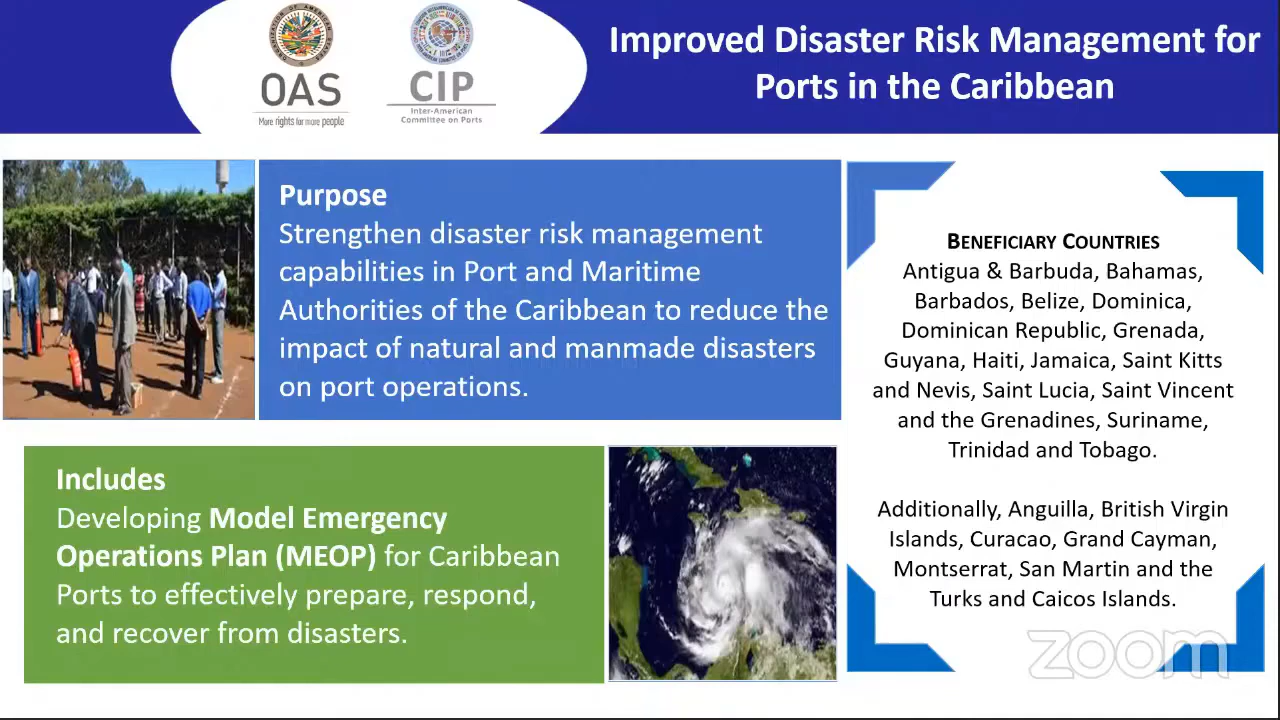 OAS
More rights for more people
CIP
Inter-American
Committee on Ports
Improved Disaster Risk Management for
Ports in the Caribbean
Purpose
Strengthen disaster risk management
capabilities in Port and Maritime
Authorities of the Caribbean to reduce the
impact of natural and manmade disasters
on port operations.
Includes
Developing Model Emergency
Operations Plan (MEOP) for Caribbean
Ports to effectively prepare, respond,
and recover from disasters.
BENEFICIARY COUNTRIES
Antigua & Barbuda, Bahamas,
Barbados, Belize, Dominica,
Dominican Republic, Grenada,
Guyana, Haiti, Jamaica, Saint Kitts
and Nevis, Saint Lucia, Saint Vincent
and the Grenadines, Suriname,
Trinidad and Tobago.
Additionally, Anguilla, British Virgin
Islands, Curacao, Grand Cayman,
Montserrat, San Martin and the
Turks and Caicos Islands.
zoom